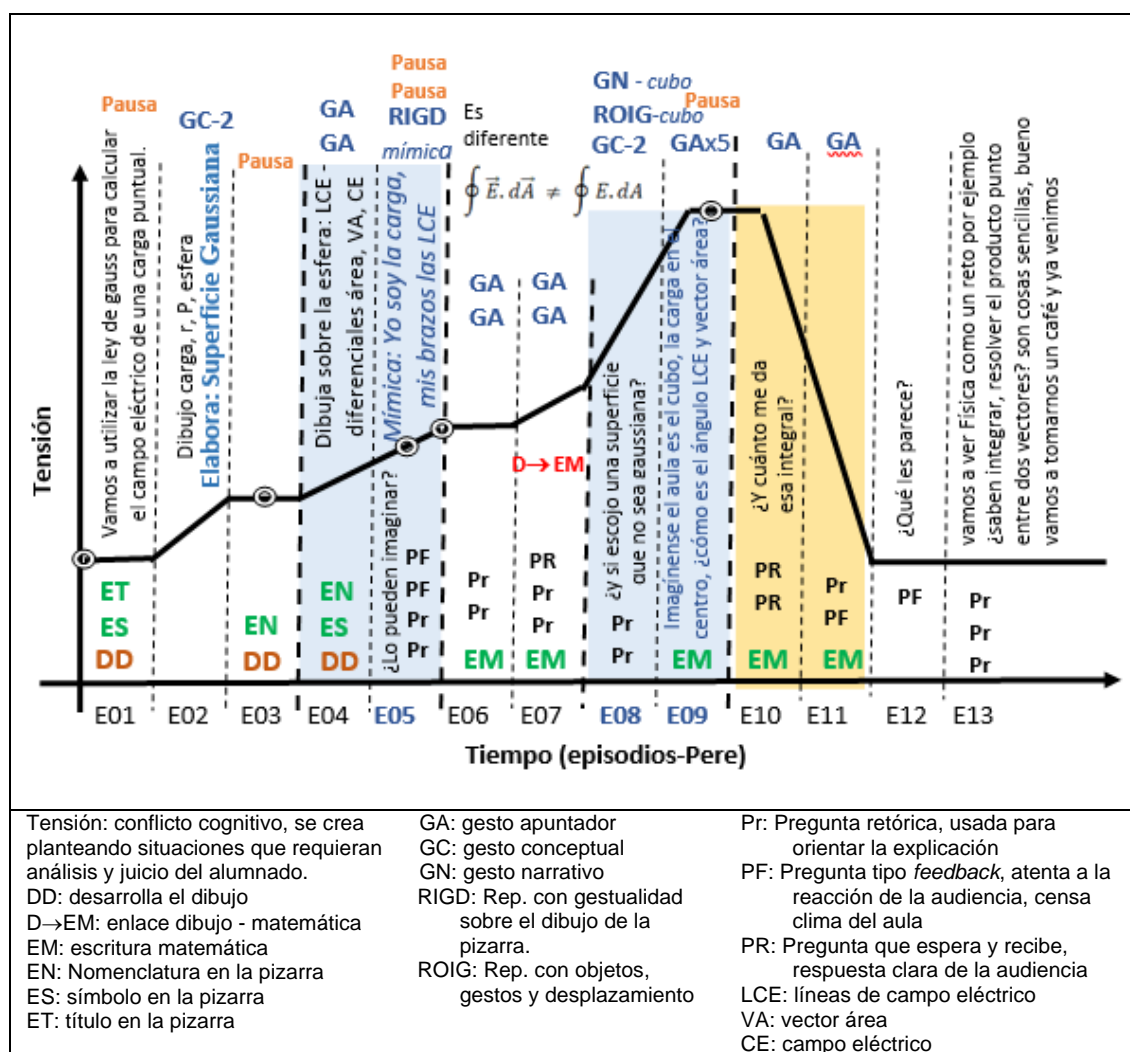 Pausa
GC-2
Pausa
GA
GA
Pausa
Pausa
RIGD
mímica
Es
diferente
∮ E⃗. dA⃗ ≠ ∮ E. dA
GN - cubo
ROIG-cubo
GC-2
Pausa
GAx5
GA
GA
Tensión
Vamos a utilizar la ley de gauss para calcular
el campo eléctrico de una carga puntual.
Dibujo carga, r, P, esfera
Elabora: Superficie Gaussiana
Dibuja sobre la esfera: LCE -
diferenciales área, VA, CE
¿Lo pueden imaginar?
Mímica: Yo soy la carga,
mis brazos las LCE
GA
GA
GA
GA
D→EM
¿y si escojo una superficie
que no sea gaussiana?
Imagínense el aula es el cubo, la carga en el
centro, ¿cómo es el ángulo LCE y vector área?
¿Y cuánto me da
esa integral?
¿Qué les parece?
vamos a ver Física como un reto por ejemplo
¿saben integrar, resolver el producto punto
entre dos vectores? son cosas sencillas, bueno
vamos a tomarnos un café y ya venimos
ET
ES
DD
EN
DD
EN
ES
DD
PF
PF
Pr
Pr
Pr
Pr
EM
PR
Pr
Pr
EM
Pr
Pr
EM
PR
PR
EM
Pr
PF
EM
PF
Pr
Pr
Pr
E01 E02 E03 E04 E05 E06 E07 E08 E09 E10 E11 E12 E13
Tiempo (episodios-Pere)
Tensión: conflicto cognitivo, se crea
planteando situaciones que requieran
análisis y juicio del alumnado.
DD: desarrolla el dibujo
D→EM: enlace dibujo - matemática
EM: escritura matemática
EN: Nomenclatura en la pizarra
ES: símbolo en la pizarra
ET: título en la pizarra
GA: gesto apuntador
GC: gesto conceptual
GN: gesto narrativo
RIGD: Rep. con gestualidad
sobre el dibujo de la
pizarra.
ROIG: Rep. con objetos,
gestos y desplazamiento
Pr: Pregunta retórica, usada para
orientar la explicación
PF: Pregunta tipo feedback, atenta a la
reacción de la audiencia, censa
clima del aula
PR: Pregunta que espera y recibe,
respuesta clara de la audiencia
LCE: líneas de campo eléctrico
VA: vector área
CE: campo eléctrico